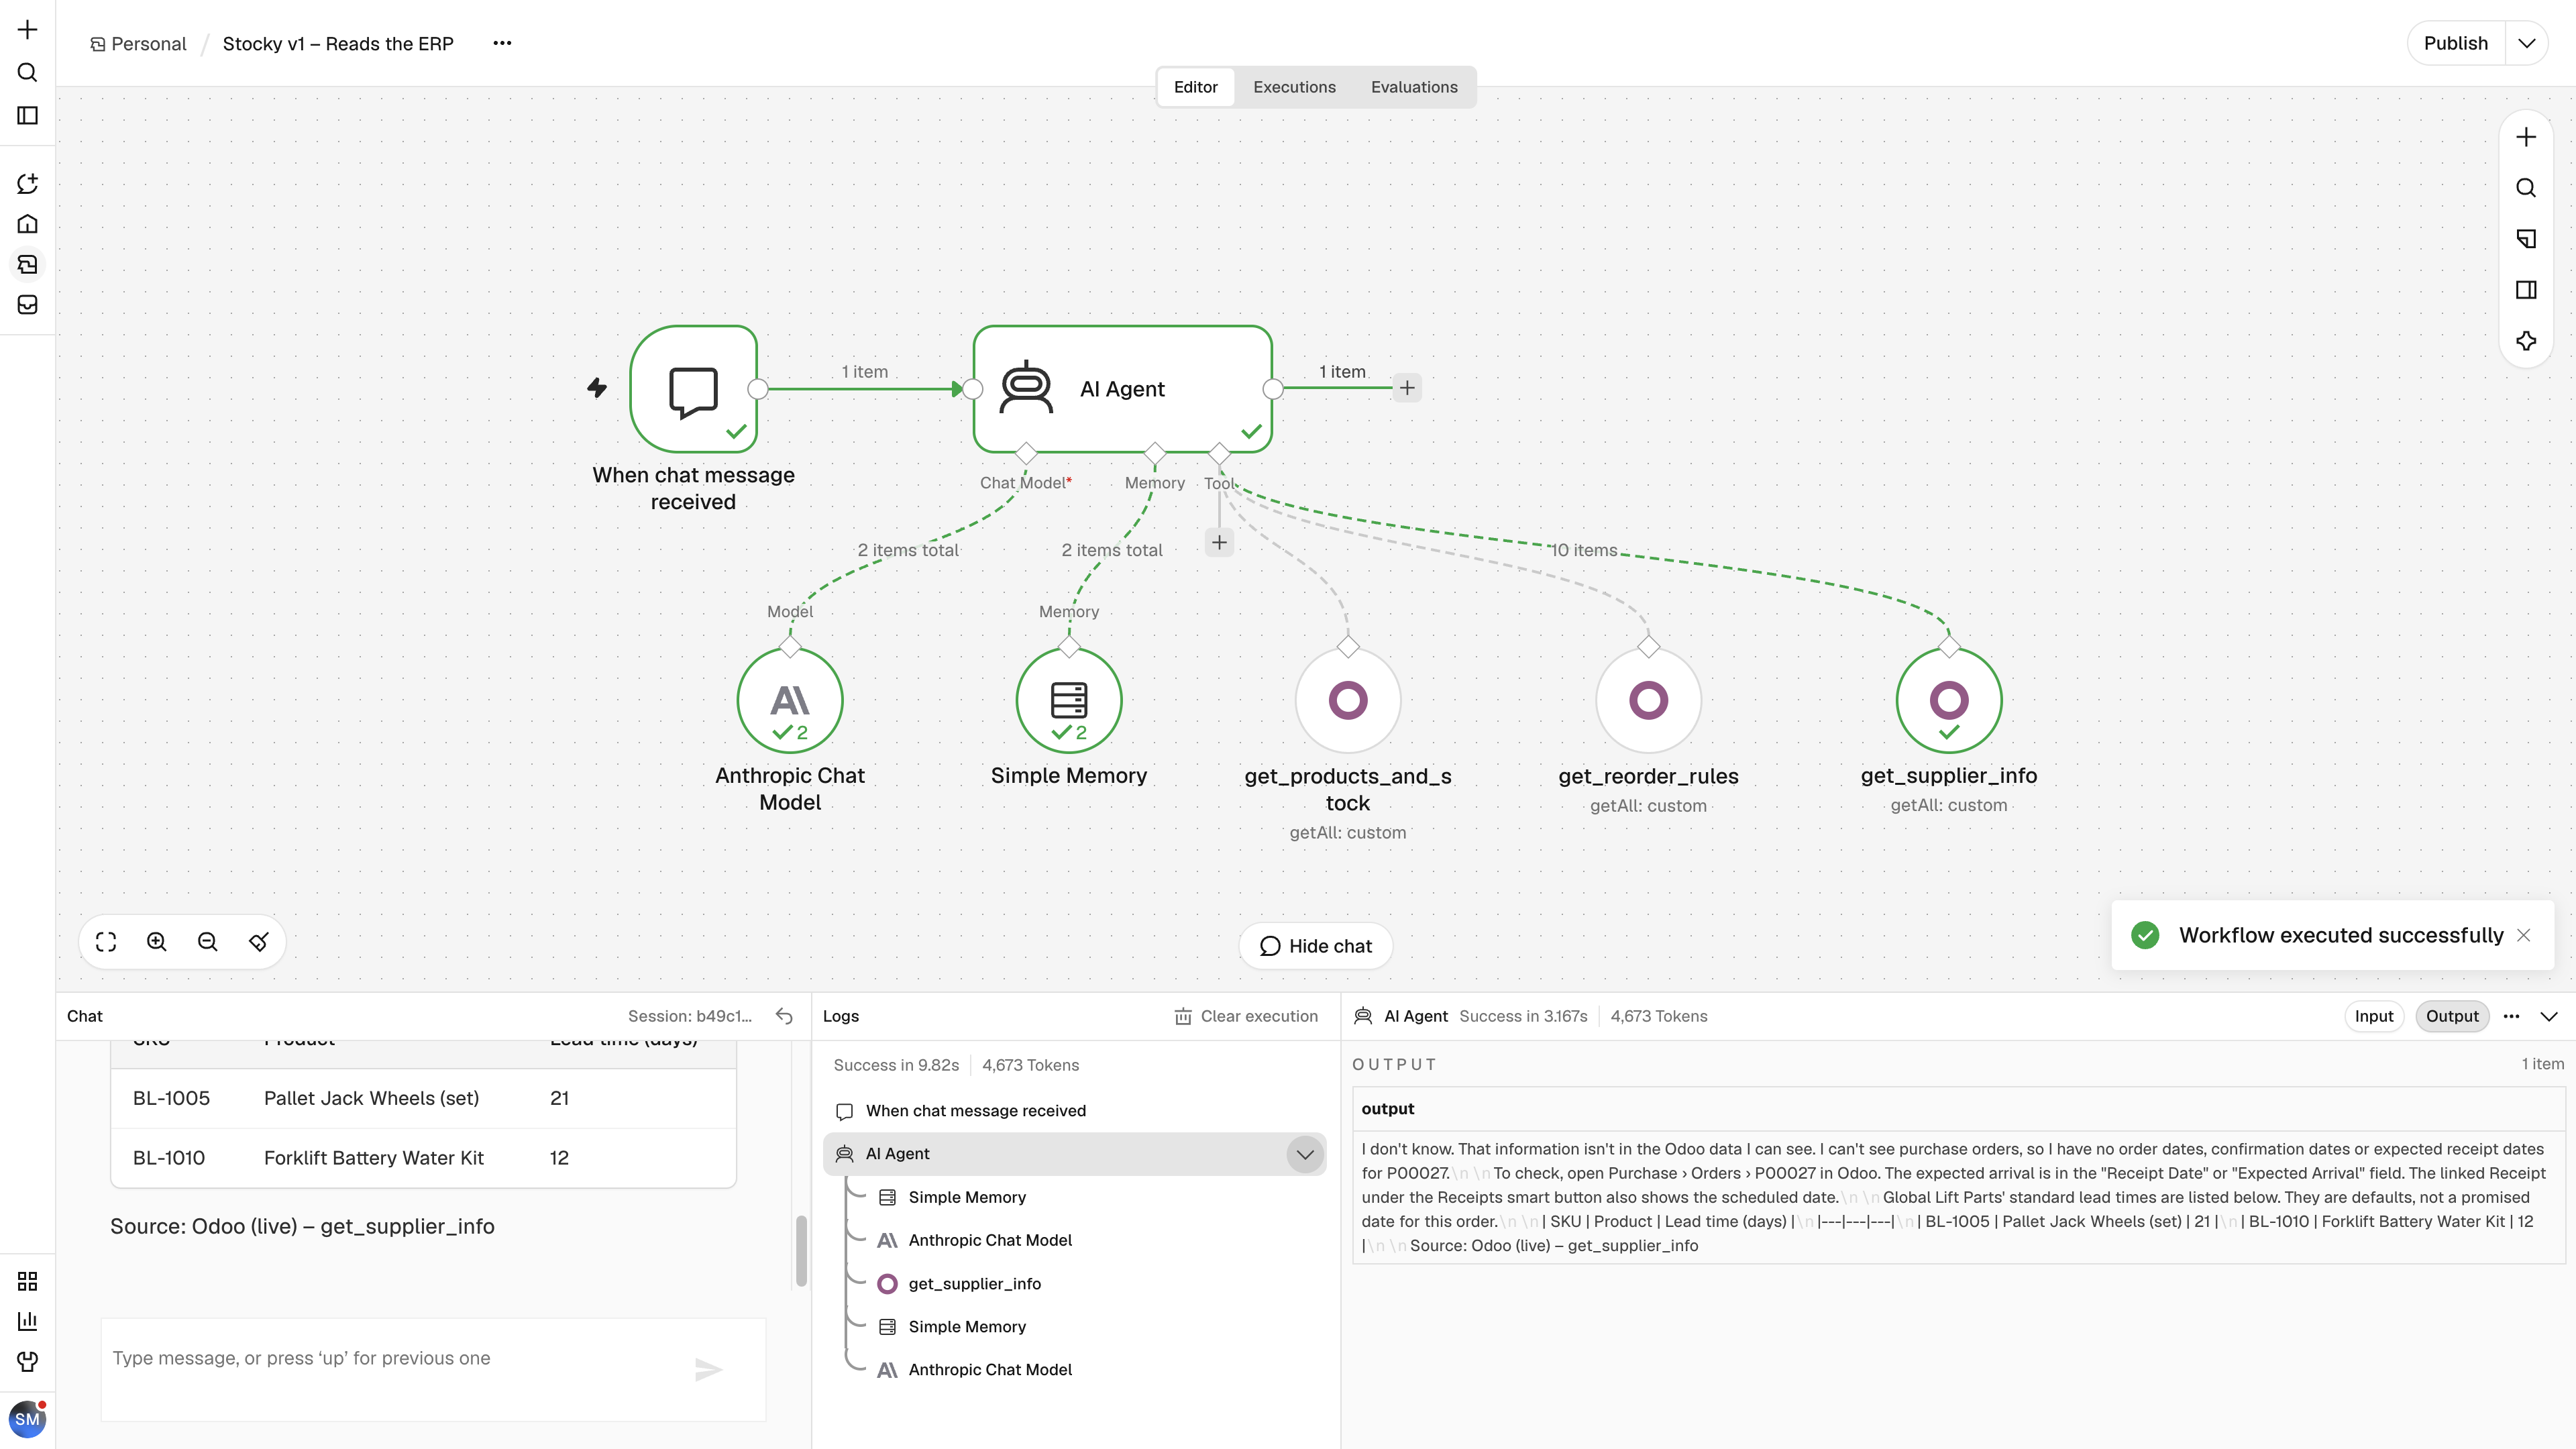 Personal / Stocky v1 – Reads the ERP
Publish
Editor
Executions
Evaluations
1 item
AI Agent
1 item
When chat message
received
Chat Model*
Memory
Tool
2 items total
2 items total
10 items
Model
Memory
2
2
Anthropic Chat
Model
Simple Memory
get_products_and_s
tock
getAll: custom
get_reorder_rules
getAll: custom
get_supplier_info
getAll: custom
Hide chat
Workflow executed successfully
Chat
Session: b49c1...
SKU Product Lead time (days)
BL-1005 Pallet Jack Wheels (set) 21
BL-1010 Forklift Battery Water Kit 12
Source: Odoo (live) – get_supplier_info
Type message, or press ‘up’ for previous one
SM
Logs
Clear execution
Success in 9.82s
4,673 Tokens
When chat message received
AI Agent
Simple Memory
Anthropic Chat Model
get_supplier_info
Simple Memory
Anthropic Chat Model
AI Agent Success in 3.167s 4,673 Tokens
Input
Output
OUTPUT
1 item
output
I don't know. That information isn't in the Odoo data I can see. I can't see purchase orders, so I have no order dates, confirmation dates or expected receipt dates
for P00027.\n \n To check, open Purchase › Orders › P00027 in Odoo. The expected arrival is in the "Receipt Date" or "Expected Arrival" field. The linked Receipt
under the Receipts smart button also shows the scheduled date.\n \n Global Lift Parts' standard lead times are listed below. They are defaults, not a promised
date for this order.\n \n | SKU | Product | Lead time (days) |\n |---|---|---|\n | BL-1005 | Pallet Jack Wheels (set) | 21 |\n | BL-1010 | Forklift Battery Water Kit | 12
|\n \n Source: Odoo (live) – get_supplier_info